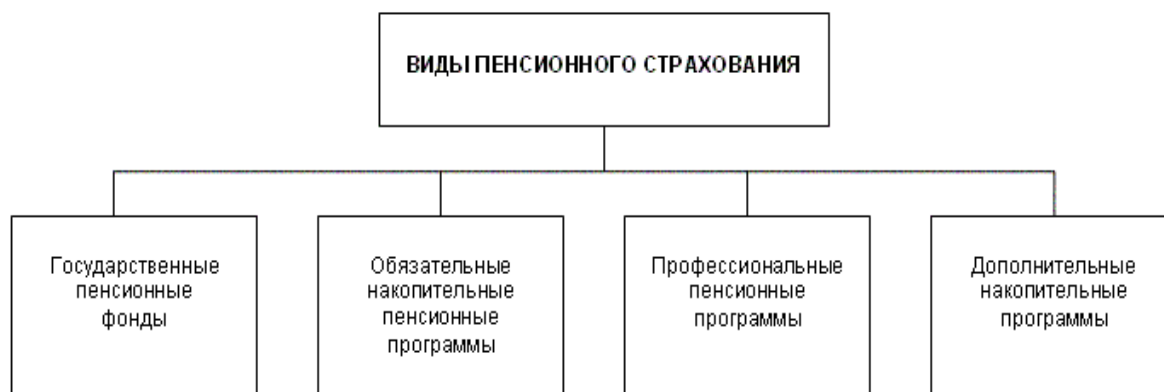 ВИДЫ ПЕНСИОННОГО СТРАХОВАНИЯ
Государственные
пенсионные
фонды
Обязательные
накопительные
пенсионные
программы
Профессиональные
пенсионные
программы
Дополнительные
накопительные
программы